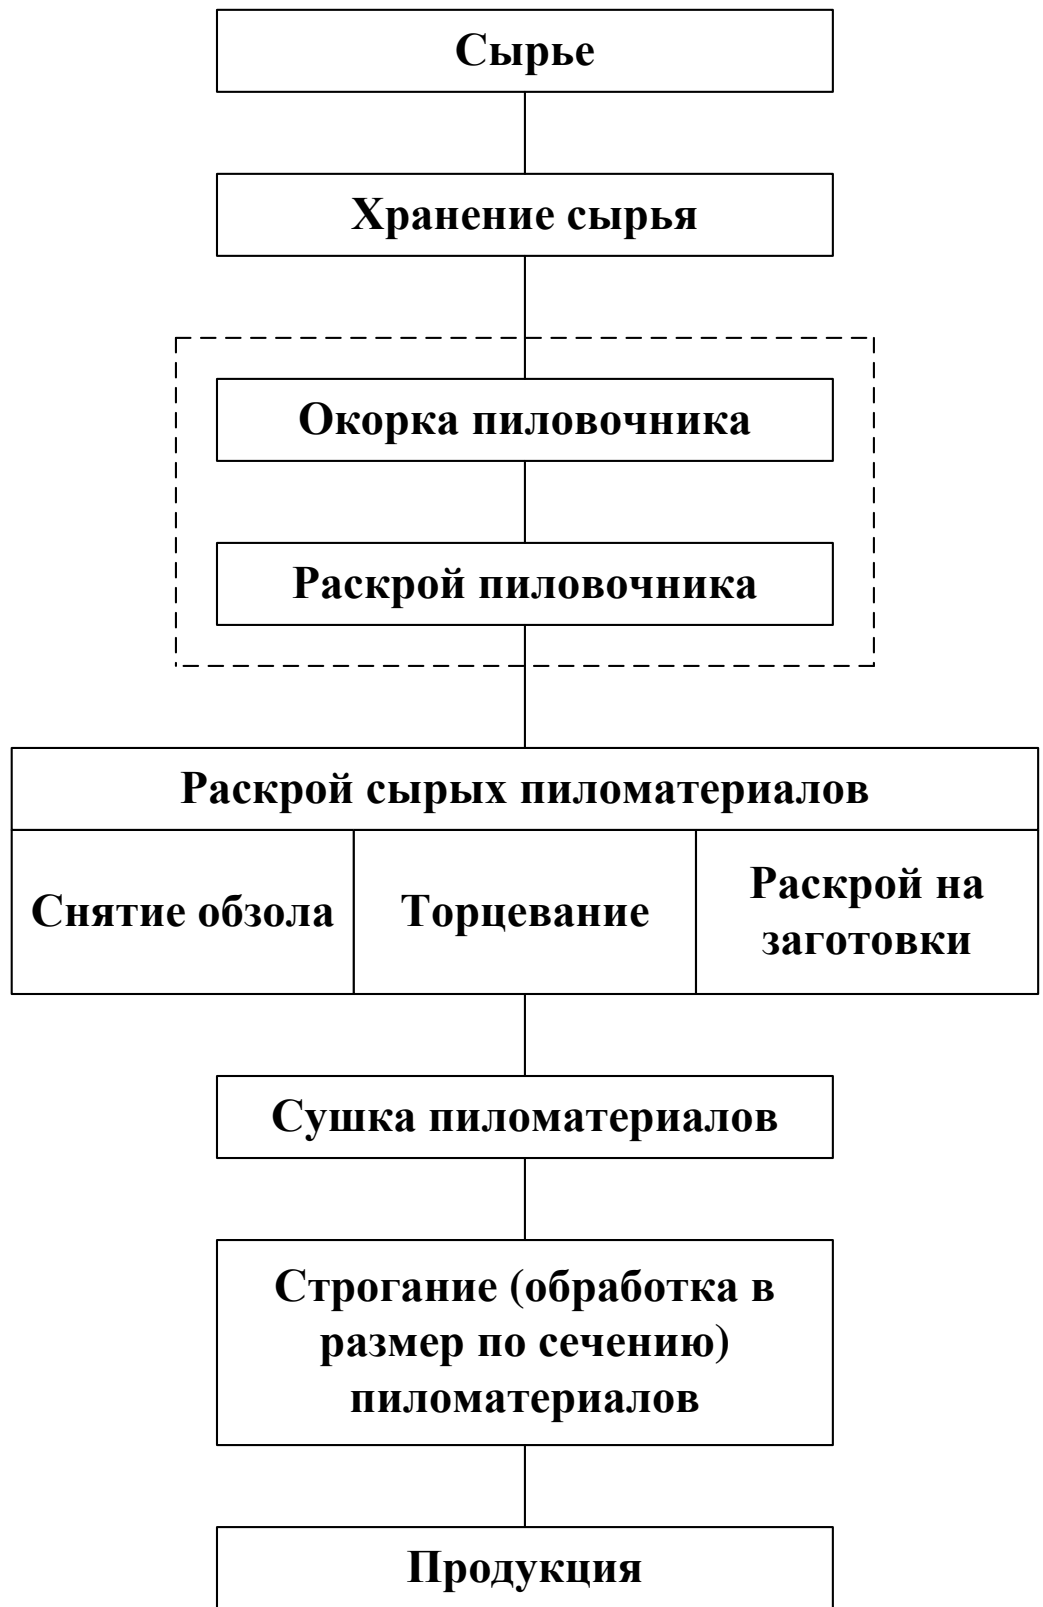 Сырье
Хранение сырья
Окорка пиловочника
Раскрой пиловочника
Раскрой сырых пиломатериалов
Снятие обзола
Торцевание
Раскрой на
заготовки
Сушка пиломатериалов
Строгание (обработка в
размер по сечению)
пиломатериалов
Продукция